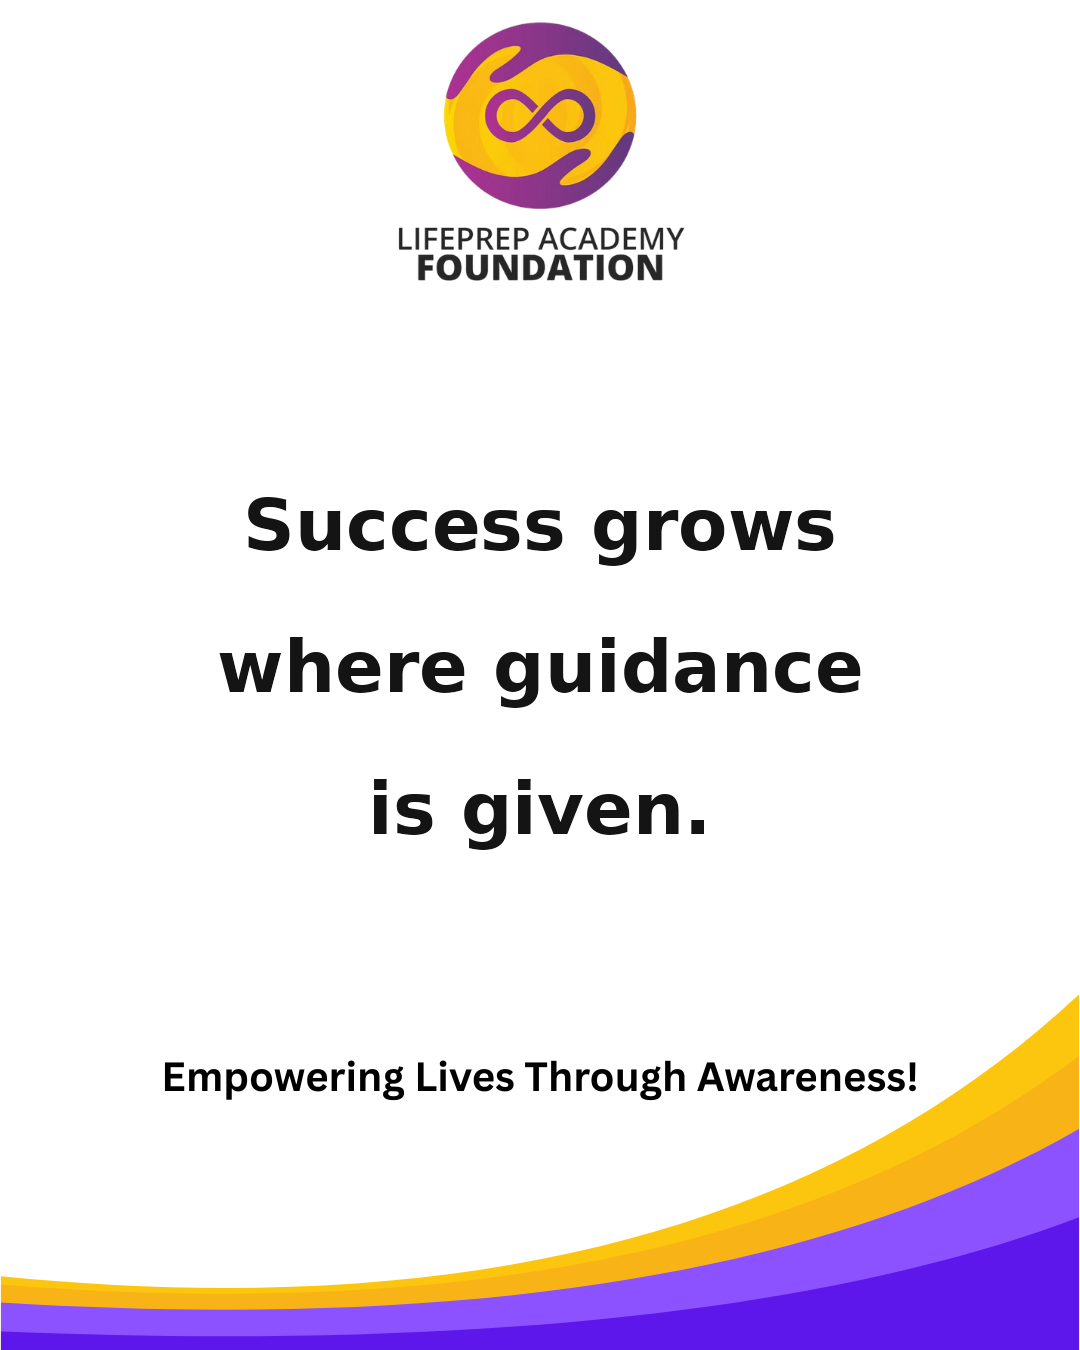 LIFEPREP ACADEMY
FOUNDATION
Success grows
where guidance
is given.
Empowering Lives Through Awareness!